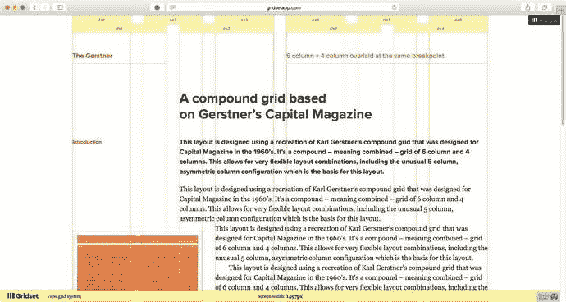 The Gerstner
6 column + 4 column overlaid at the same breakpoint
A compound grid based
on Gerstner's Capital Magazine
Introduction
This layout is designed using a recreation of Karl Gerstner's compound grid that was designed for
Capital Magazine in the 1960's. It's a compound – meaning combined – grid of 6 column and 4
columns. This allows for very flexible layout combinations, including the unusual 5 column,
asymmetric column configuration which is the basis for this layout.
This layout is designed using a recreation of Karl Gerstner's compound grid that was designed for
Capital Magazine in the 1960's. It's a compound – meaning combined – grid of 6 column and 4
columns. This allows for very flexible layout combinations, including the unusual 5 column,
asymmetric column configuration which is the basis for this layout.
This layout is designed using a recreation of Karl Gerstner's compound grid that was
designed for Capital Magazine in the 1960's. It's a compound – meaning combined – grid
of 6 column and 4 columns. This allows for very flexible layout combinations, including the
unusual 5 column, asymmetric column configuration which is the basis for this layout.
This layout is designed using a recreation of Karl Gerstner's compound grid that was
designed for Capital Magazine in the 1960's. It's a compound – meaning combined – grid
of 6 column and 4 columns. This allows for very flexible layout combinations, including the
Gridset